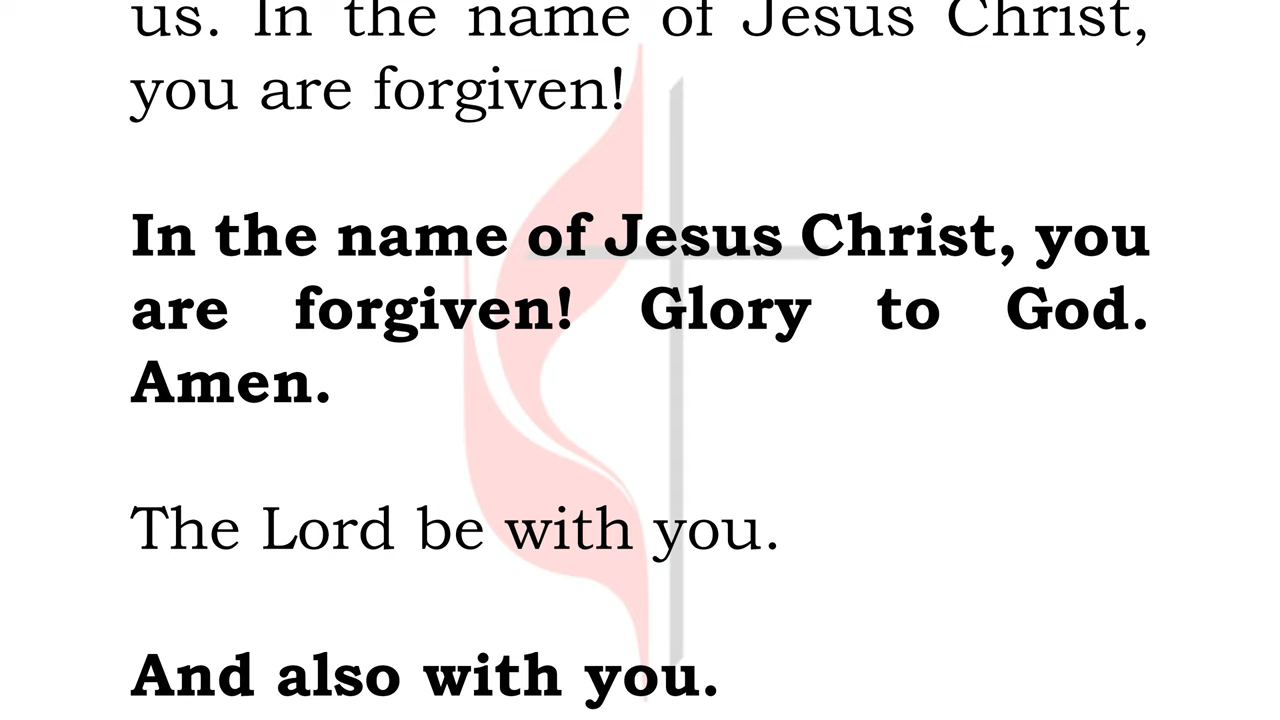 us. In the name of Jesus Christ,
you are forgiven!
In the name of Jesus Christ, you
are forgiven! Glory to God.
Amen.
The Lord be with you.
And also with you.